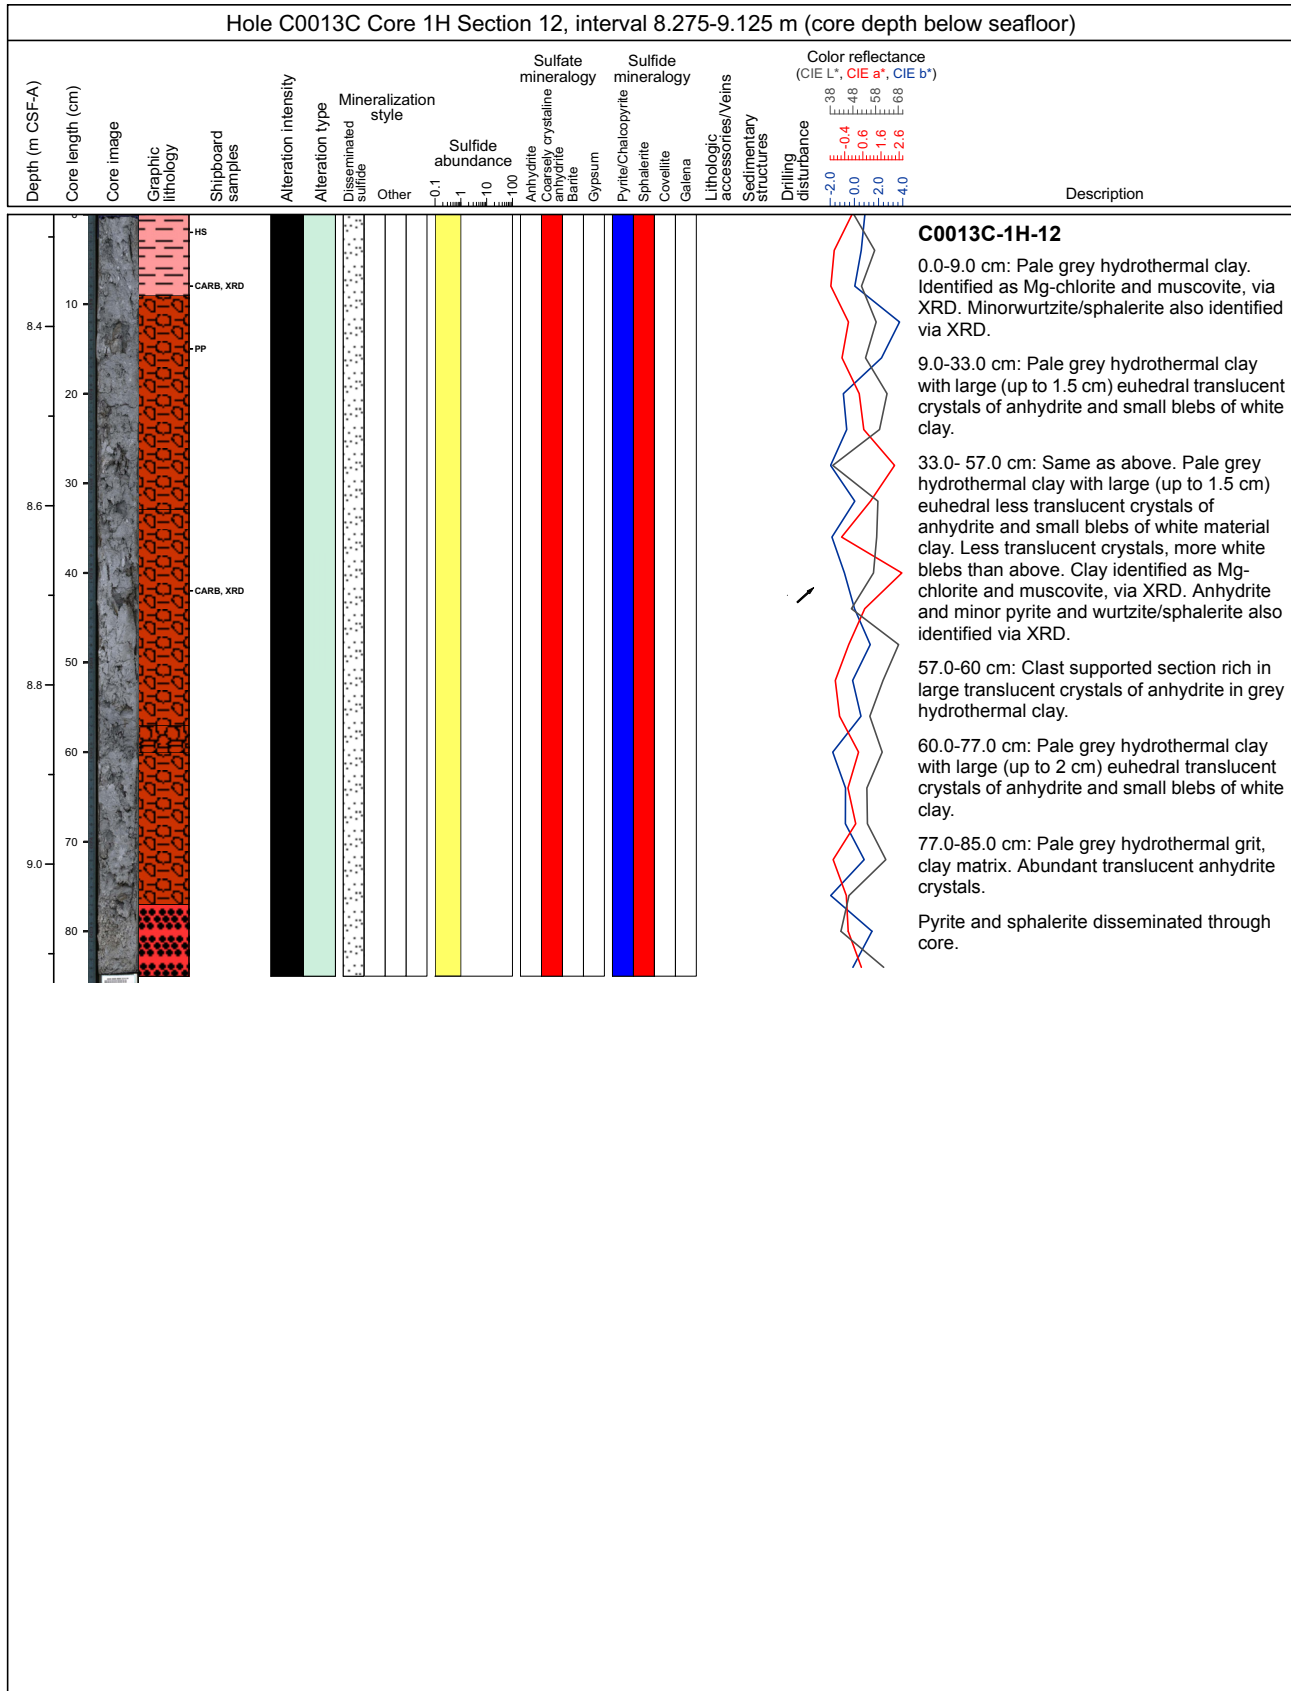 Hole C0013C Core 1H Section 12, interval 8.275-9.125 m (core depth below seafloor)
Depth (m CSF-A)
Core length (cm)
Core image
Graphic
lithology
Shipboard
samples
Alteration intensity
Alteration type
Mineralization
style
Disseminated
sulfide
Other
Sulfide
abundance
0.1
1
10
100
Sulfate
mineralogy
Anhydrite
Coarsely crystaline
anhydrite
Barite
Gypsum
Sulfide
mineralogy
Pyrite/Chalcopyrite
Sphalerite
Covellite
Galena
Lithologic
accessories/Veins
Sedimentary
structures
Drilling
disturbance
Color reflectance
(CIE L*, CIE a*, CIE b*)
38 48 58 68
-0.4 0.6 1.6 2.6
-2.0 0.0 2.0 4.0
Description
0
10
20
30
40
50
60
70
80
8.4
8.6
8.8
9.0
HS
CARB, XRD
PP
CARB, XRD
C0013C-1H-12
0.0-9.0 cm: Pale grey hydrothermal clay.
Identified as Mg-chlorite and muscovite, via
XRD. Minorwurtzite/sphalerite also identified
via XRD.
9.0-33.0 cm: Pale grey hydrothermal clay
with large (up to 1.5 cm) euhedral translucent
crystals of anhydrite and small blebs of white
clay.
33.0- 57.0 cm: Same as above. Pale grey
hydrothermal clay with large (up to 1.5 cm)
euhedral less translucent crystals of
anhydrite and small blebs of white material
clay. Less translucent crystals, more white
blebs than above. Clay identified as Mg-
chlorite and muscovite, via XRD. Anhydrite
and minor pyrite and wurtzite/sphalerite also
identified via XRD.
57.0-60 cm: Clast supported section rich in
large translucent crystals of anhydrite in grey
hydrothermal clay.
60.0-77.0 cm: Pale grey hydrothermal clay
with large (up to 2 cm) euhedral translucent
crystals of anhydrite and small blebs of white
clay.
77.0-85.0 cm: Pale grey hydrothermal grit,
clay matrix. Abundant translucent anhydrite
crystals.
Pyrite and sphalerite disseminated through
core.